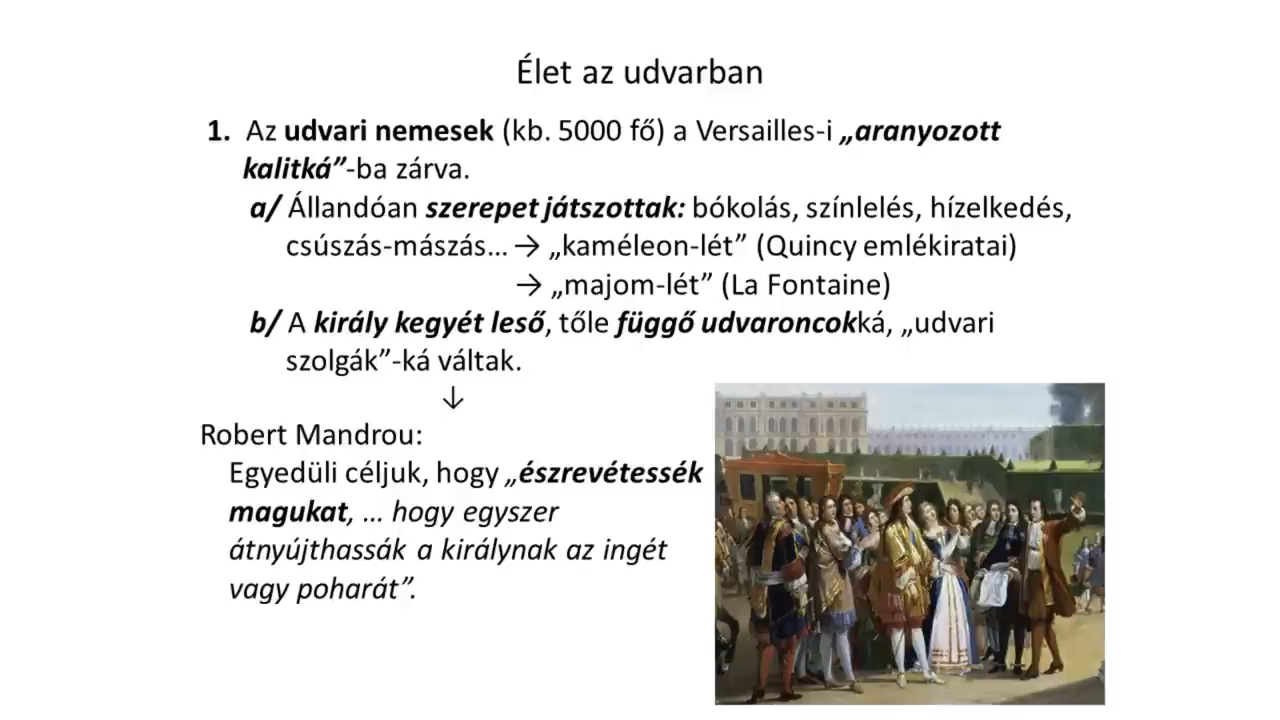 Élet az udvarban
1. Az udvari nemesek (kb. 5000 fő) a Versailles-i „aranyozott
kalitká”-ba zárva.
a/ Állandóan szerepet játszottak: bókolás, színlelés, hízelkedés,
csúszás-mászás... → „kaméleon-lét” (Quincy emlékiratai)
→ „majom-lét” (La Fontaine)
b/ A király kegyét leső, tőle függő udvaroncokká, „udvari
szolgák”-ká váltak.
↓
Robert Mandrou:
Egyedüli céljuk, hogy „észrevétessék
magukat, ... hogy egyszer
átnyújthassák a királynak az ingét
vagy poharát”.